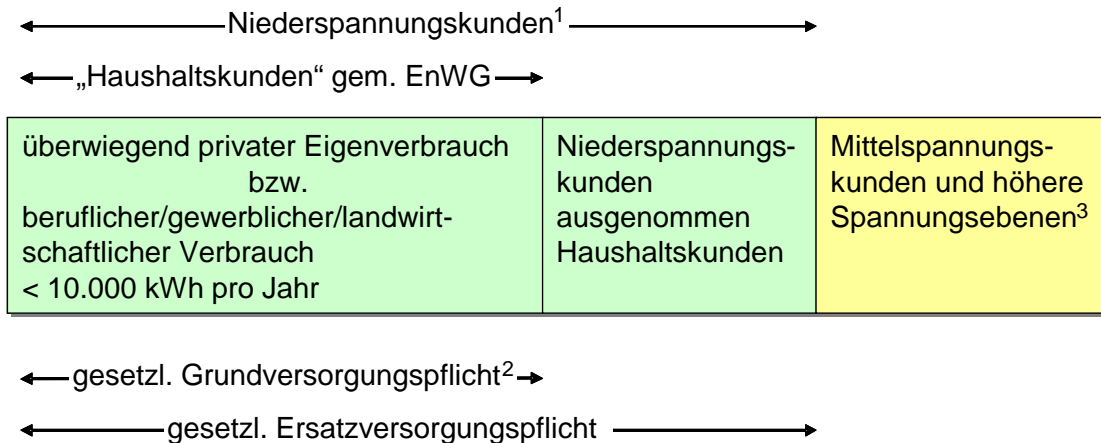 Niederspannungskunden¹
„Haushaltskunden“ gem. EnWG
überwiegend privater Eigenverbrauch
bzw.
beruflicher/gewerblicher/landwirt-
schaftlicher Verbrauch
< 10.000 kWh pro Jahr
Niederspannungs-
kunden
ausgenommen
Haushaltskunden
Mittelspannungs-
kunden und höhere
Spannungsebenen³
gesetzl. Grundversorgungspflicht²
gesetzl. Ersatzversorgungspflicht